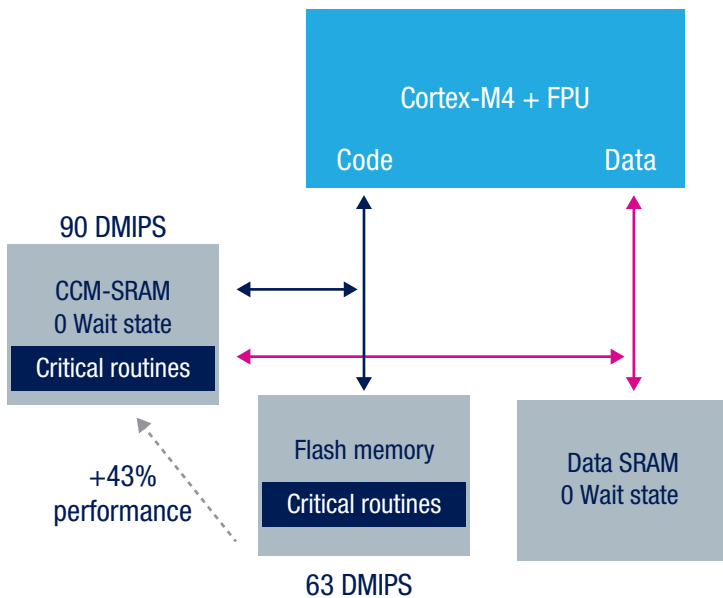 Cortex-M4 + FPU
Code
Data
90 DMIPS
CCM-SRAM
0 Wait state
Critical routines
Flash memory
Critical routines
Data SRAM
0 Wait state
+43%
performance
63 DMIPS